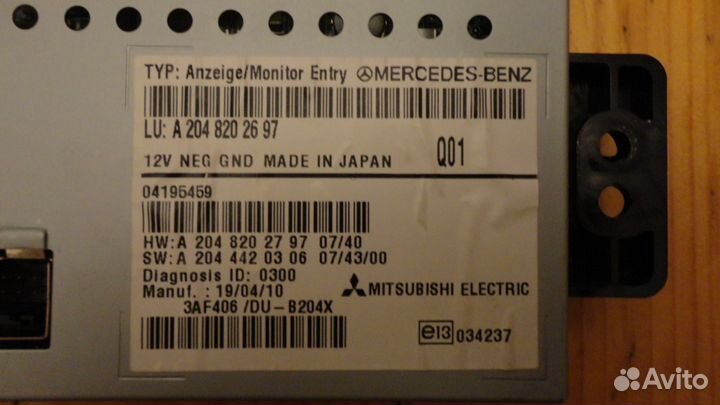 TYP: Anzeige/Monitor Entry MERCEDES-BENZ
LU: A 204 820 26 97
12V NEG GND MADE IN JAPAN Q01
04195459
HW: A 204 820 27 97 07/40
SW: A 204 442 03 06 07/43/00
Diagnosis ID: 0300
Manuf. : 19/04/10 MITSUBISHI ELECTRIC
3AF406 /DU-B204X
e13 034237
Avito